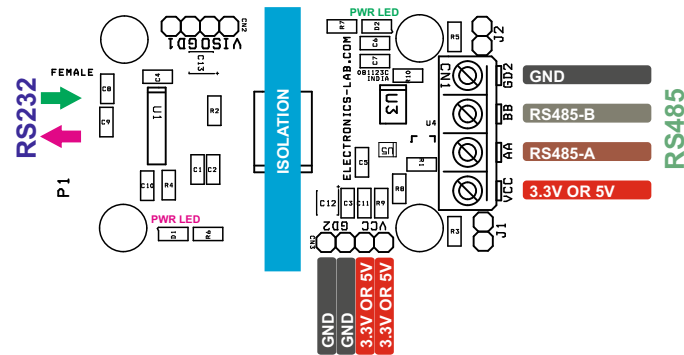 PWR LED
R7
D2
C6
C7
081123C
INDIA
R10
R5
J2
CN2
VISOGD1
C13
FEMALE
C4
C8
C9
U1
R2
RS232
P1
C1
C2
C10
R4
PWR LED
D1
R6
ISOLATION
ELECTRONICS-LAB.COM
U3
U4
U5
C5
R1
R8
C12
C3
C11
R9
GD2
VCC
CN3
R3
J1
CN1
GD2
BB
AA
VCC
GND
RS485-B
RS485-A
3.3V OR 5V
RS485
GND
GND
3.3V OR 5V
3.3V OR 5V